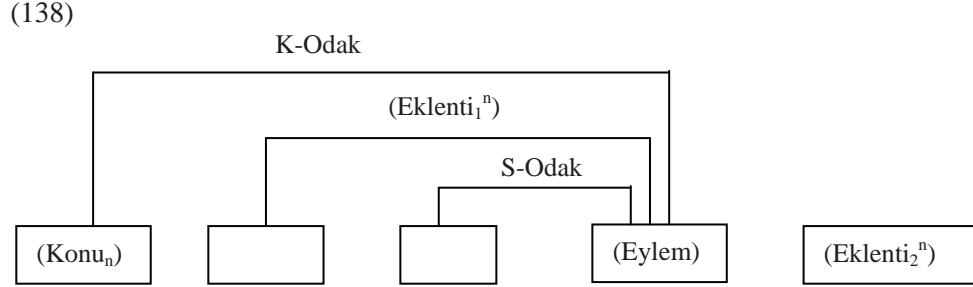 (138)
K-Odak
(Eklenti₁ⁿ)
S-Odak
(Konuₙ)
(Eylem)
(Eklenti₂ⁿ)